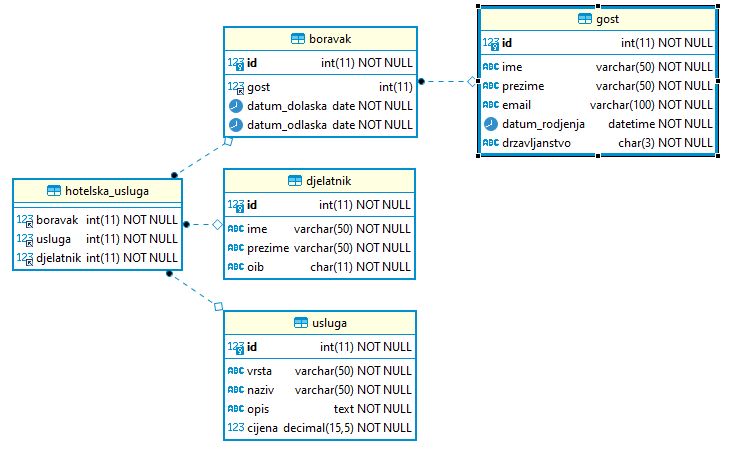 boravak
123 id int(11) NOT NULL
123 gost int(11)
datum_dolaska date NOT NULL
datum_odlaska date NOT NULL
gost
123 id int(11) NOT NULL
ABC ime varchar(50) NOT NULL
ABC prezime varchar(50) NOT NULL
ABC email varchar(100) NOT NULL
datum_rodjenja datetime NOT NULL
ABC drzavljanstvo char(3) NOT NULL
hotelska_usluga
123 boravak int(11) NOT NULL
123 usluga int(11) NOT NULL
123 djelatnik int(11) NOT NULL
djelatnik
123 id int(11) NOT NULL
ABC ime varchar(50) NOT NULL
ABC prezime varchar(50) NOT NULL
ABC oib char(11) NOT NULL
usluga
123 id int(11) NOT NULL
ABC vrsta varchar(50) NOT NULL
ABC naziv varchar(50) NOT NULL
ABC opis text NOT NULL
123 cijena decimal(15,5) NOT NULL